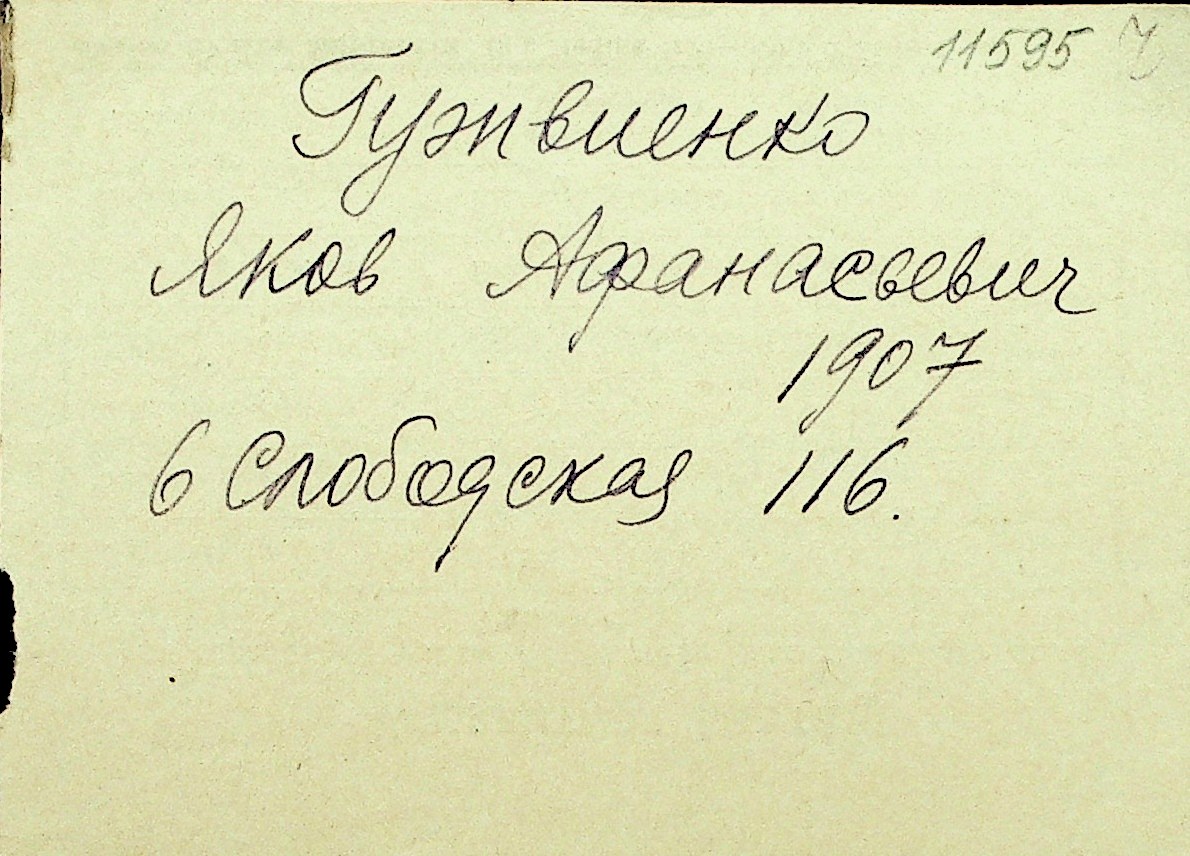 11595
Гужвиенко
Яков Афанасьевич
1907
6 Слободская 116.